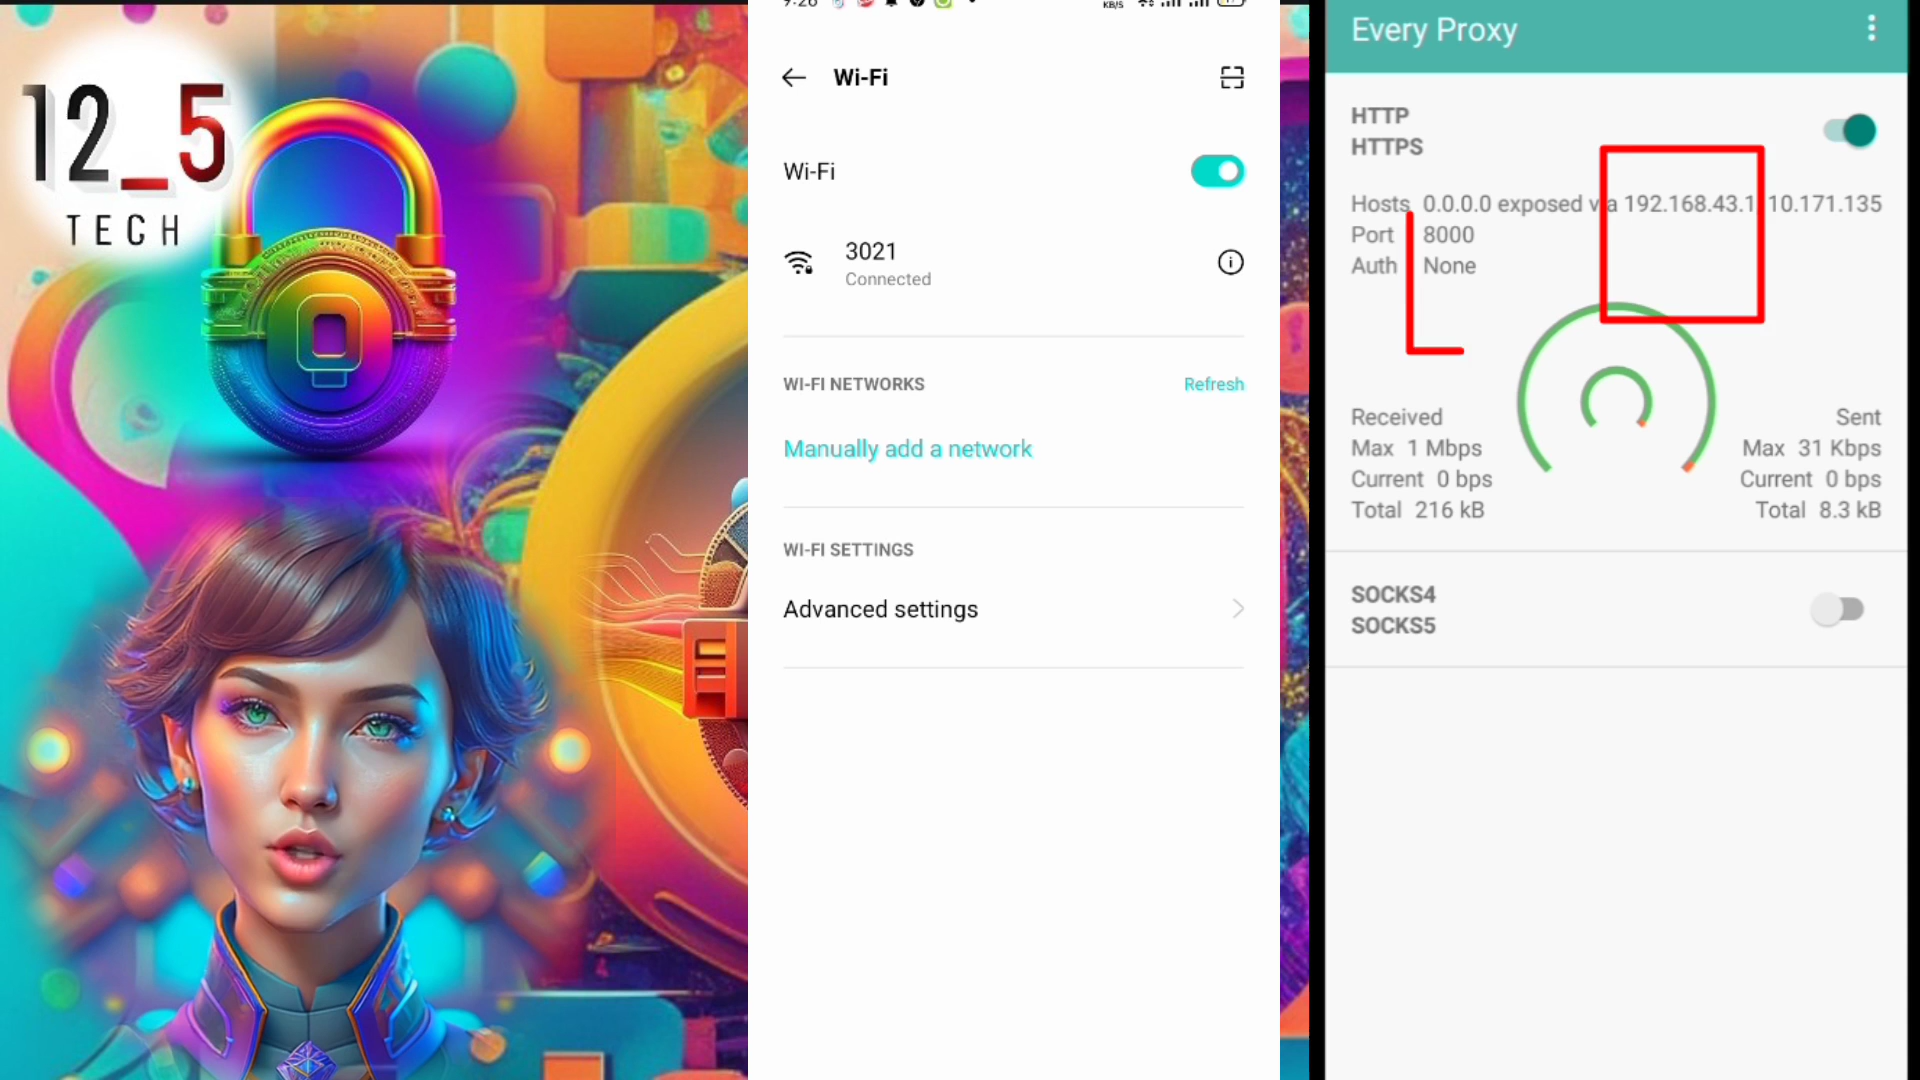 12_5
TECH
9:26
KB/S
Wi-Fi
Wi-Fi
3021
Connected
WI-FI NETWORKS
Refresh
Manually add a network
WI-FI SETTINGS
Advanced settings
Every Proxy
HTTP
HTTPS
Hosts 0.0.0.0 exposed via 192.168.43.1 10.171.135
Port 8000
Auth None
Received
Max 1 Mbps
Current 0 bps
Total 216 kB
Sent
Max 31 Kbps
Current 0 bps
Total 8.3 kB
SOCKS4
SOCKS5